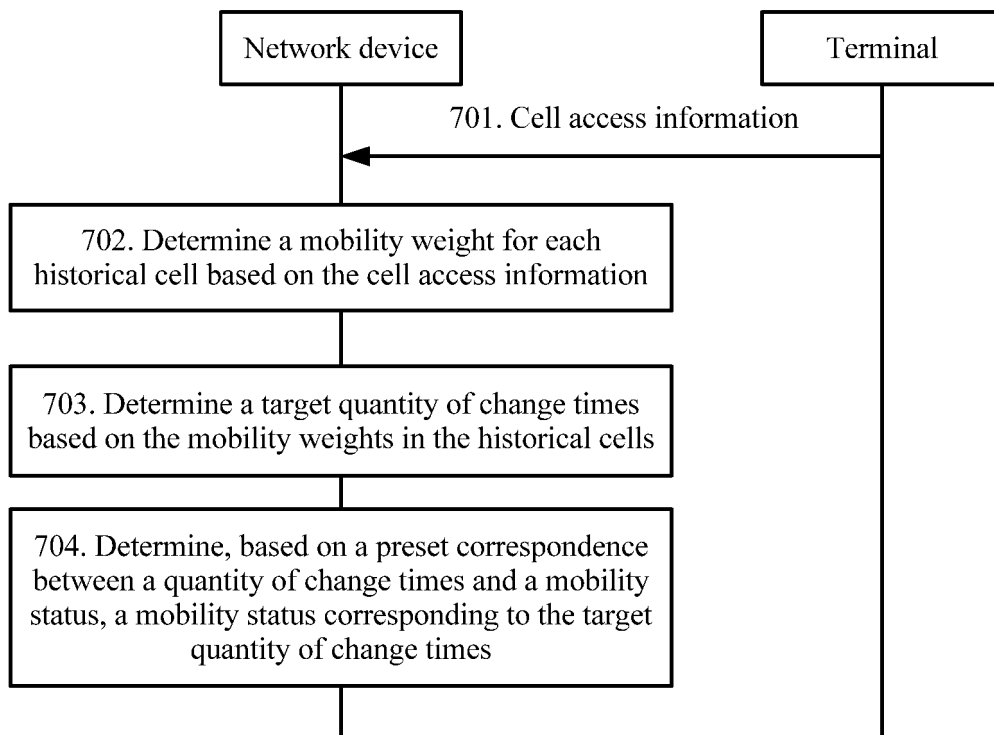 Network device
Terminal
701. Cell access information
702. Determine a mobility weight for each
historical cell based on the cell access information
703. Determine a target quantity of change times
based on the mobility weights in the historical cells
704. Determine, based on a preset correspondence
between a quantity of change times and a mobility
status, a mobility status corresponding to the target
quantity of change times